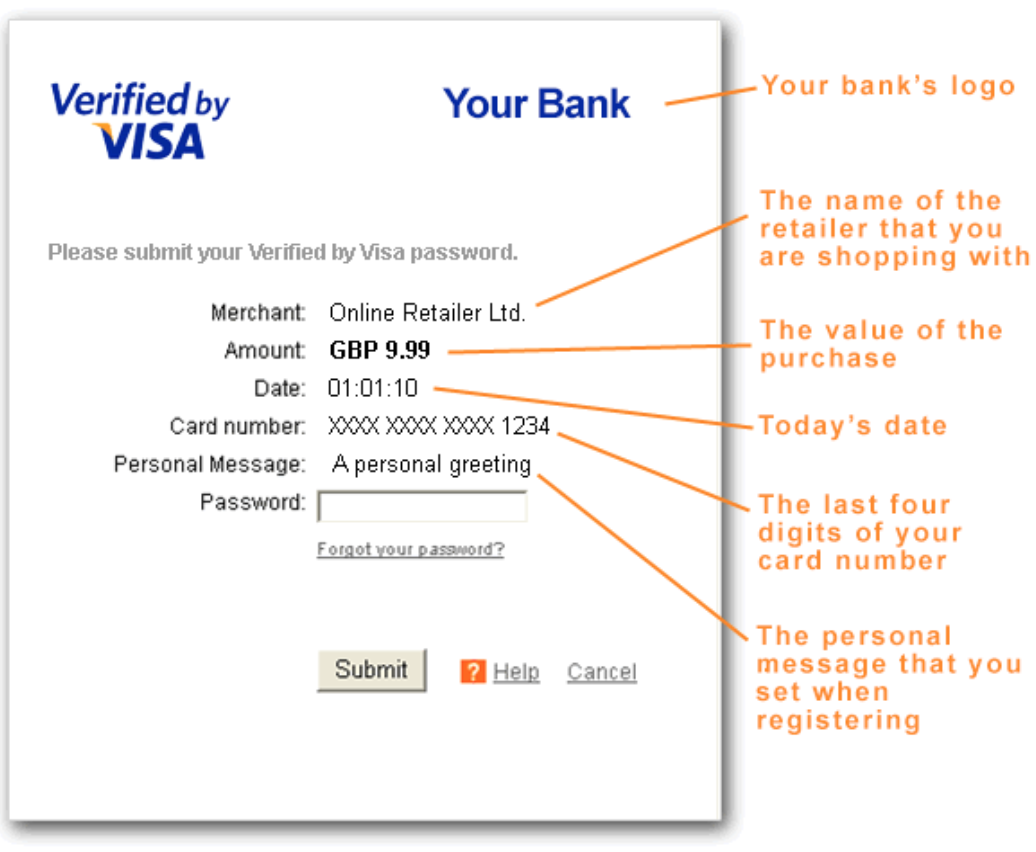 Verified by
VISA
Your Bank
Your bank's logo
Please submit your Verified by Visa password.
The name of the
retailer that you
are shopping with
Merchant: Online Retailer Ltd.
Amount: GBP 9.99
The value of the
purchase
Date: 01:01:10
Today's date
Card number: XXXX XXXX XXXX 1234
The last four
digits of your
card number
Personal Message: A personal greeting
The personal
message that you
set when
registering
Password:
Forgot your password?
Submit ? Help Cancel